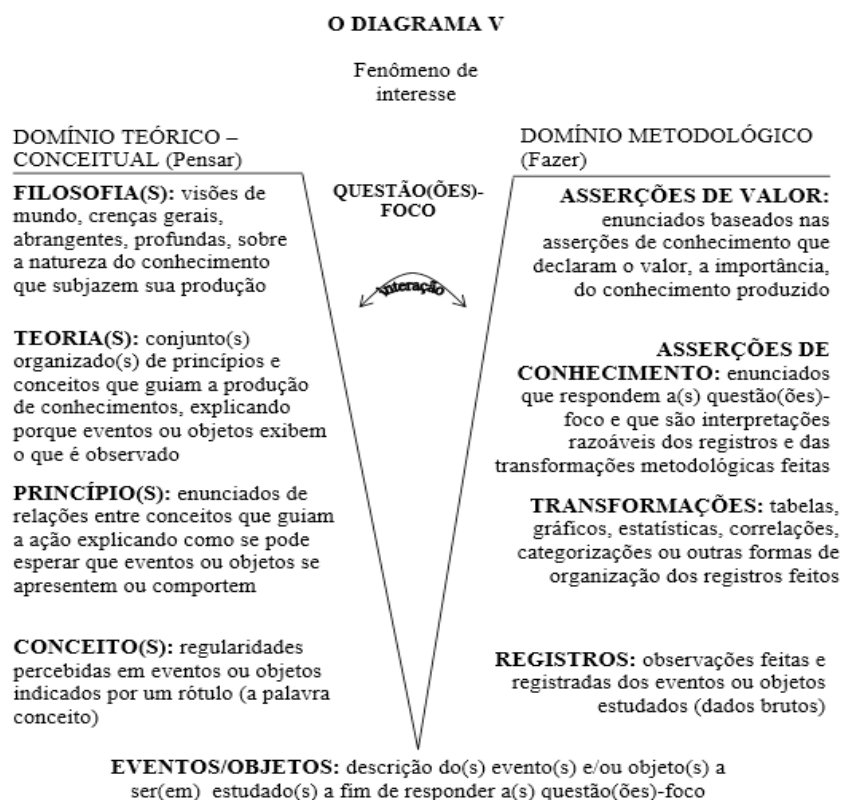 O DIAGRAMA V
Fenômeno de
interesse
DOMÍNIO TEÓRICO –
CONCEITUAL (Pensar)
FILOSOFIA(S): visões de
mundo, crenças gerais,
abrangentes, profundas, sobre
a natureza do conhecimento
que subjazem sua produção
TEORIA(S): conjunto(s)
organizado(s) de princípios e
conceitos que guiam a produção
de conhecimentos, explicando
porque eventos ou objetos exibem
o que é observado
PRINCÍPIO(S): enunciados de
relações entre conceitos que guiam
a ação explicando como se pode
esperar que eventos ou objetos se
apresentem ou comportem
CONCEITO(S): regularidades
percebidas em eventos ou objetos
indicados por um rótulo (a palavra
conceito)
QUESTÃO(ÕES)-
FOCO
interação
DOMÍNIO METODOLÓGICO
(Fazer)
ASSERÇÕES DE VALOR:
enunciados baseados nas
asserções de conhecimento que
declaram o valor, a importância,
do conhecimento produzido
ASSERÇÕES DE
CONHECIMENTO: enunciados
que respondem a(s) questão(ões)-
foco e que são interpretações
razoáveis dos registros e das
transformações metodológicas feitas
TRANSFORMAÇÕES: tabelas,
gráficos, estatísticas, correlações,
categorizações ou outras formas de
organização dos registros feitos
REGISTROS: observações feitas e
registradas dos eventos ou objetos
estudados (dados brutos)
EVENTOS/OBJETOS: descrição do(s) evento(s) e/ou objeto(s) a
ser(em) estudado(s) a fim de responder a(s) questão(ões)-foco